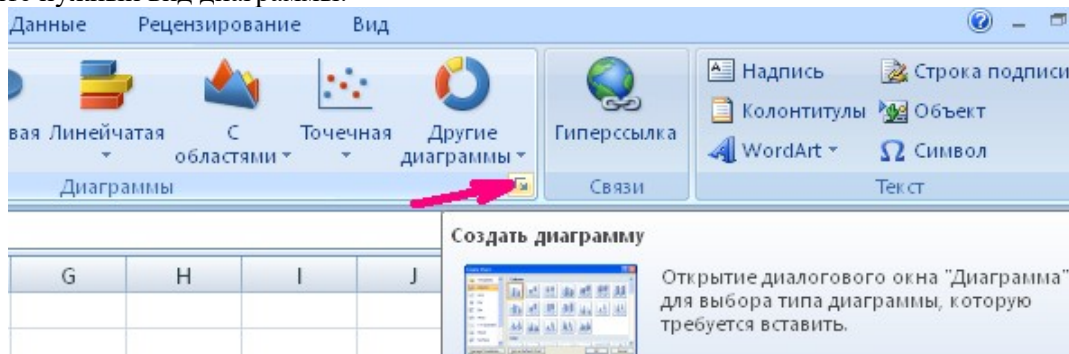 Данные Рецензирование Вид
вая Линейчатая С областями Точечная Другие диаграммы Гиперссылка
Надпись Строка подписи
Колонтитулы Объект
WordArt Символ
Диаграммы Связи Текст
Создать диаграмму
G H I J
Открытие диалогового окна "Диаграмма"
для выбора типа диаграммы, которую
требуется вставить.